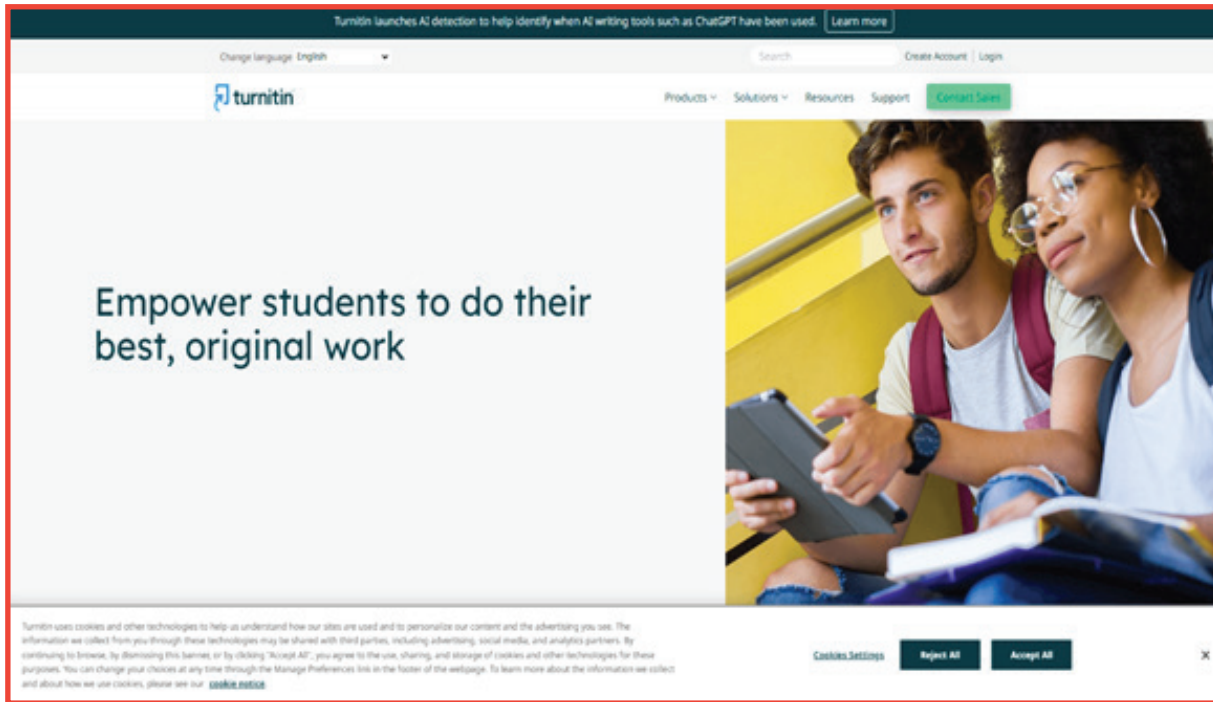 Turnitin launches AI detection to help identify when AI writing tools such as ChatGPT have been used. Learn more
Change language English Search Create Account | Login
turnitin Products Solutions Resources Support Contact Sales
Empower students to do their
best, original work
Turnitin uses cookies and other technologies to help us understand how our sites are used and to personalize our content and the advertising you see. The
information we collect from you through these technologies may be shared with third parties, including advertising, social media, and analytics partners. By
continuing to browse, by dismissing this banner, or by clicking "Accept All", you agree to the use, sharing, and storage of cookies and other technologies for these
purposes. You can change your choices at any time through the Manage Preferences link in the footer of the webpage. To learn more about the information we collect
and about how we use cookies, please see our cookie notice.
Cookies Settings Reject All Accept All X